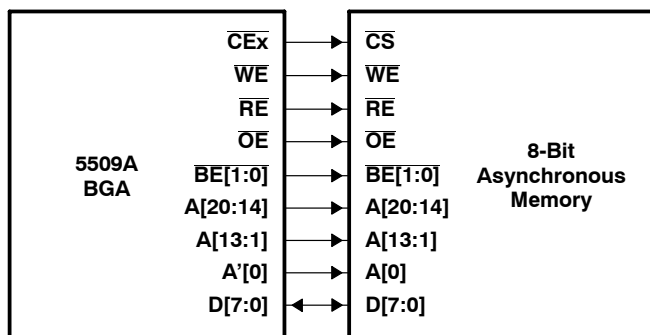 CEx CS
WE WE
RE RE
OE OE
5509A
BGA
8-Bit
Asynchronous
Memory
BE[1:0] BE[1:0]
A[20:14] A[20:14]
A[13:1] A[13:1]
A’[0] A[0]
D[7:0] D[7:0]